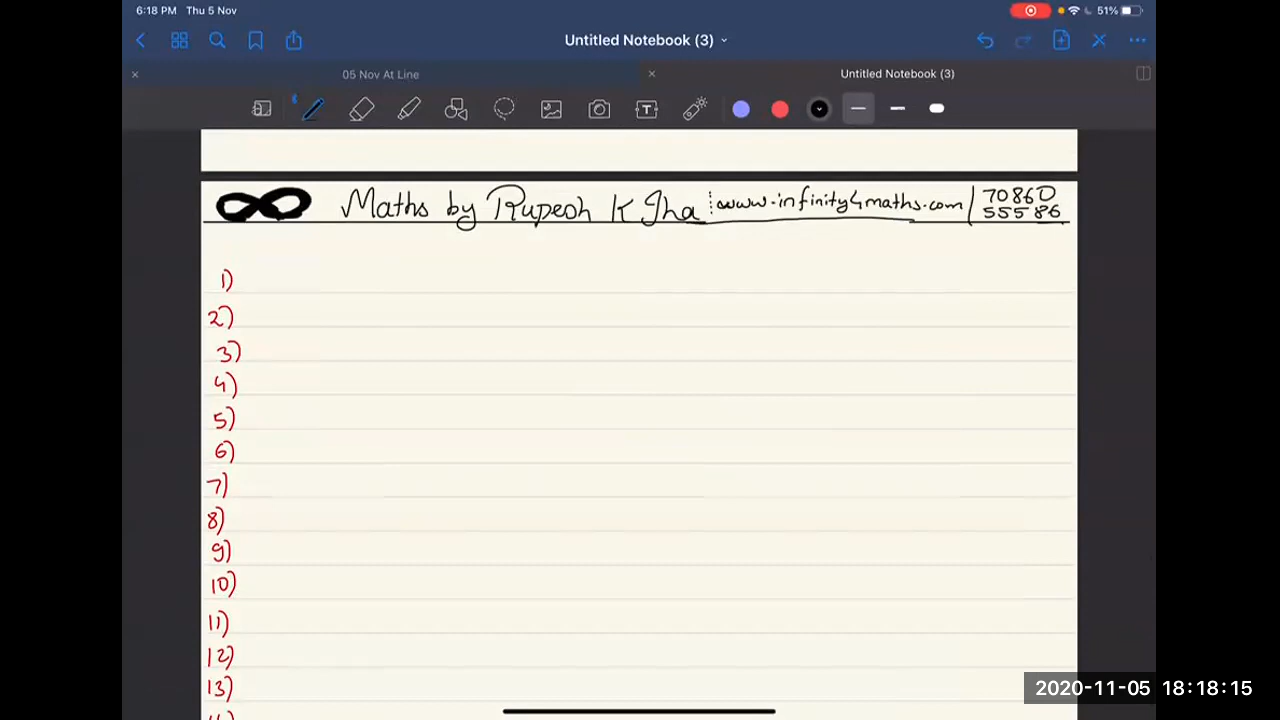 6:18 PM Thu 5 Nov
51%
Untitled Notebook (3)
05 Nov At Line
Untitled Notebook (3)
T
∞ Maths by Rupesh K Jha www.infinity4maths.com / 70860
55586
1)
2)
3)
4)
5)
6)
7)
8)
9)
10)
11)
12)
13)
2020-11-05 18:18:15